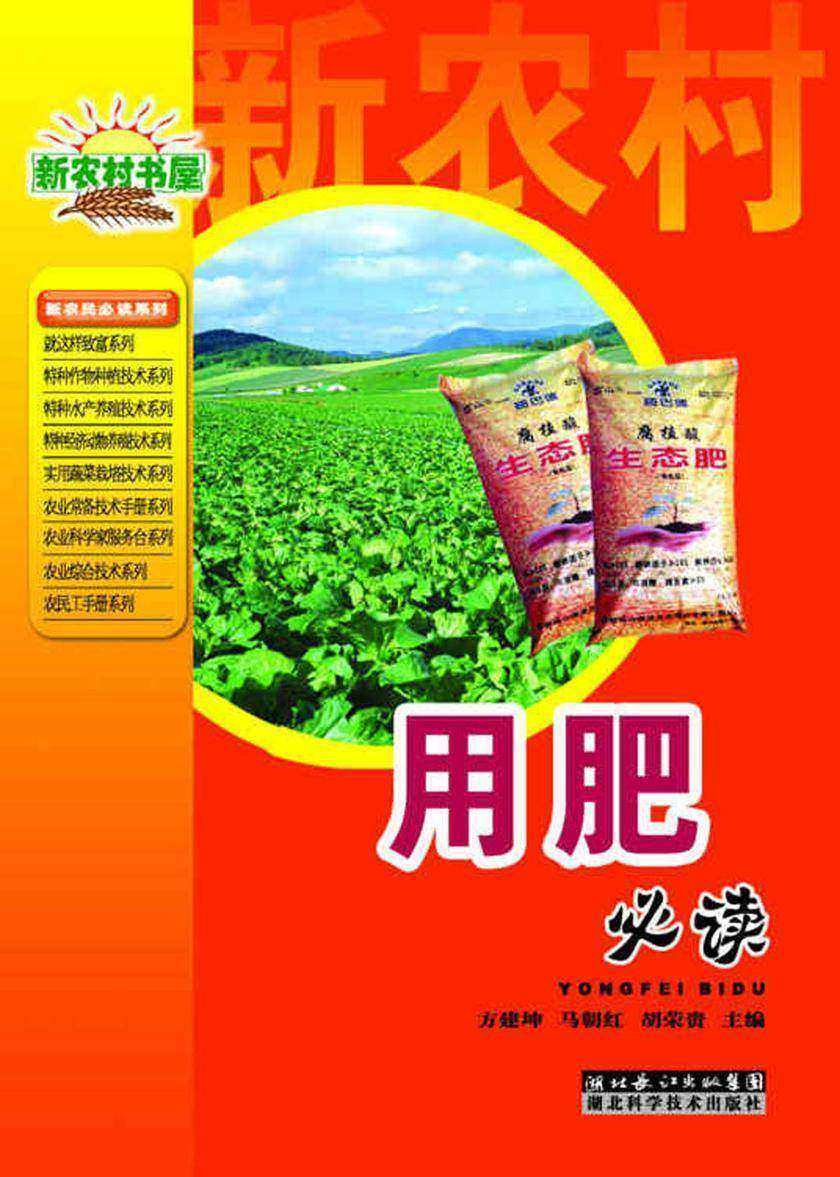 新农村
新农村书屋
新农民必读系列
就这样致富系列
特种作物种植技术系列
特种水产养殖技术系列
特种经济动物养殖技术系列
实用蔬菜栽培技术系列
农业常备技术手册系列
农业科学家服务台系列
农业综合技术系列
农民工手册系列
腐植酸
生态肥
腐植酸
生态肥
用肥
必读
YONGFEI BIDU
方建坤 马朝红 胡荣贵 主编
湖北长江出版集团
湖北科学技术出版社